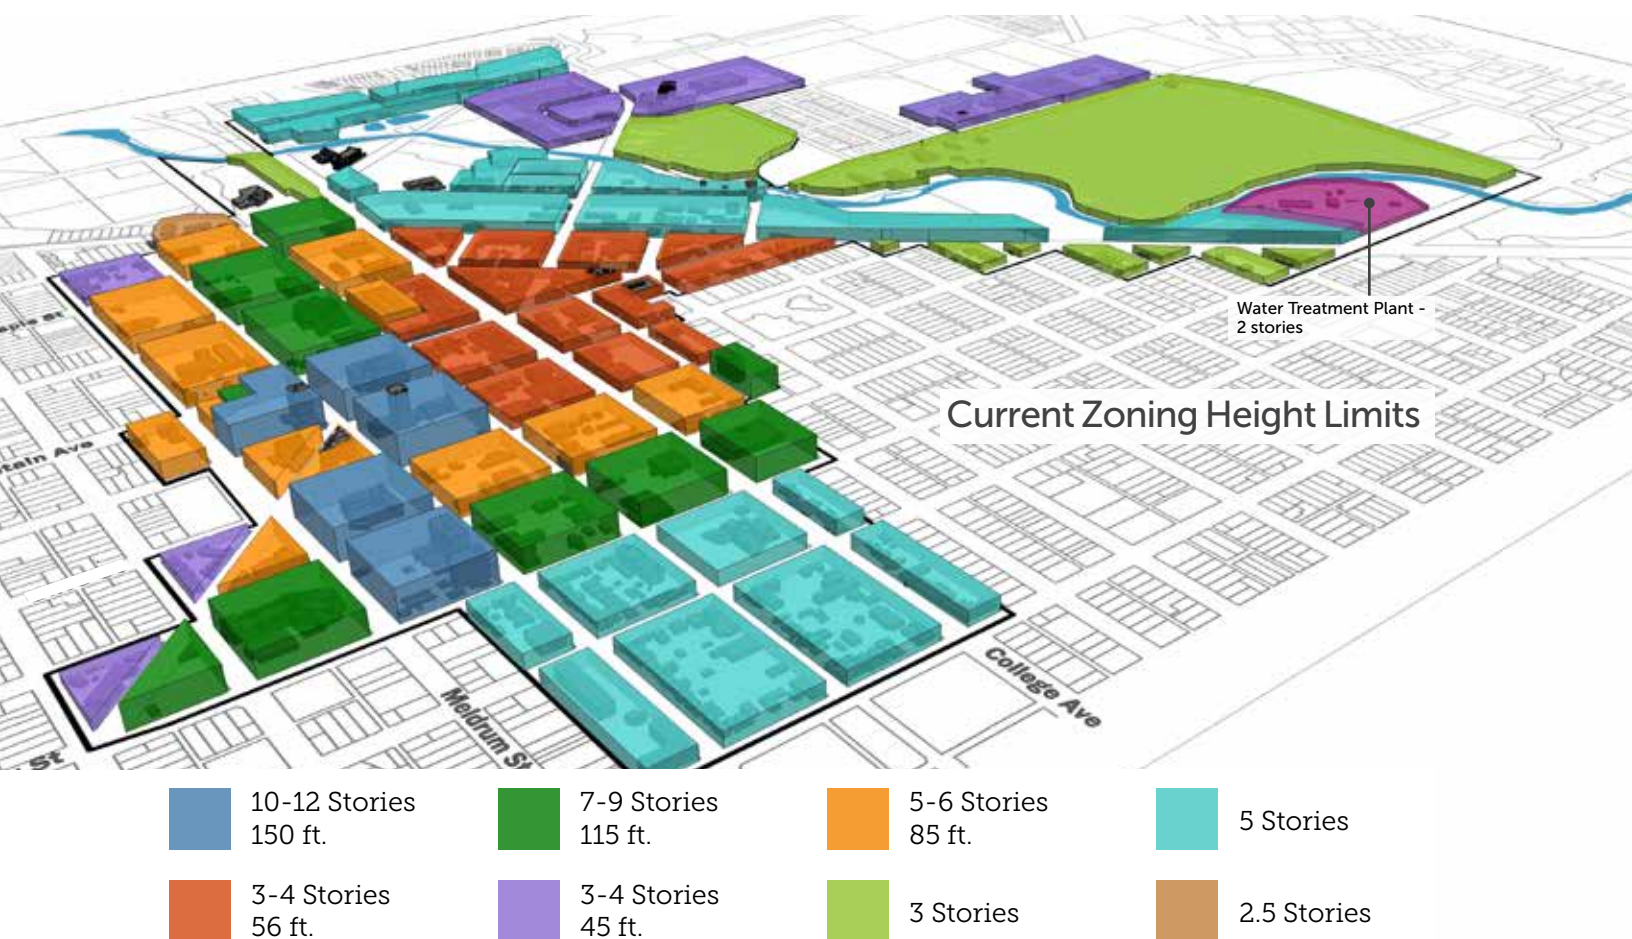 Water Treatment Plant -
2 stories
Current Zoning Height Limits
College Ave
Meldrum St
St
10-12 Stories
150 ft.
7-9 Stories
115 ft.
5-6 Stories
85 ft.
5 Stories
3-4 Stories
56 ft.
3-4 Stories
45 ft.
3 Stories
2.5 Stories